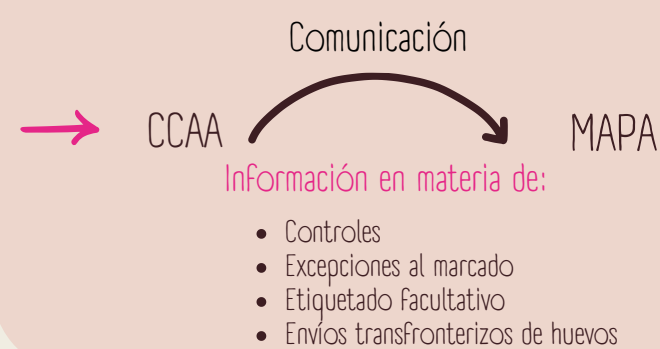 Comunicación
CCAA
MAPA
Información en materia de:
• Controles
• Excepciones al marcado
• Etiquetado facultativo
• Envíos transfronterizos de huevos